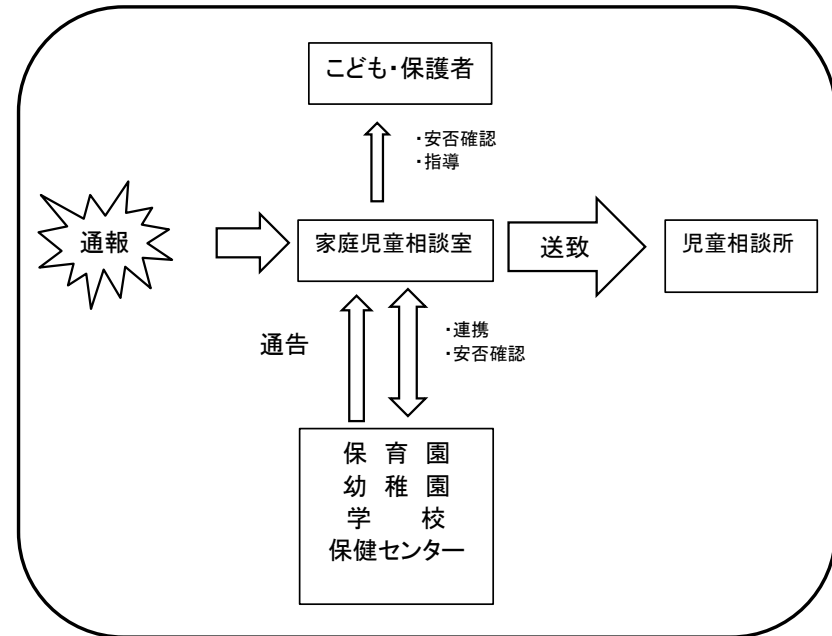 こども・保護者
・安否確認
・指導
通報
家庭児童相談室
送致
児童相談所
通告
・連携
・安否確認
保 育 園
幼 稚 園
学 校
保健センター